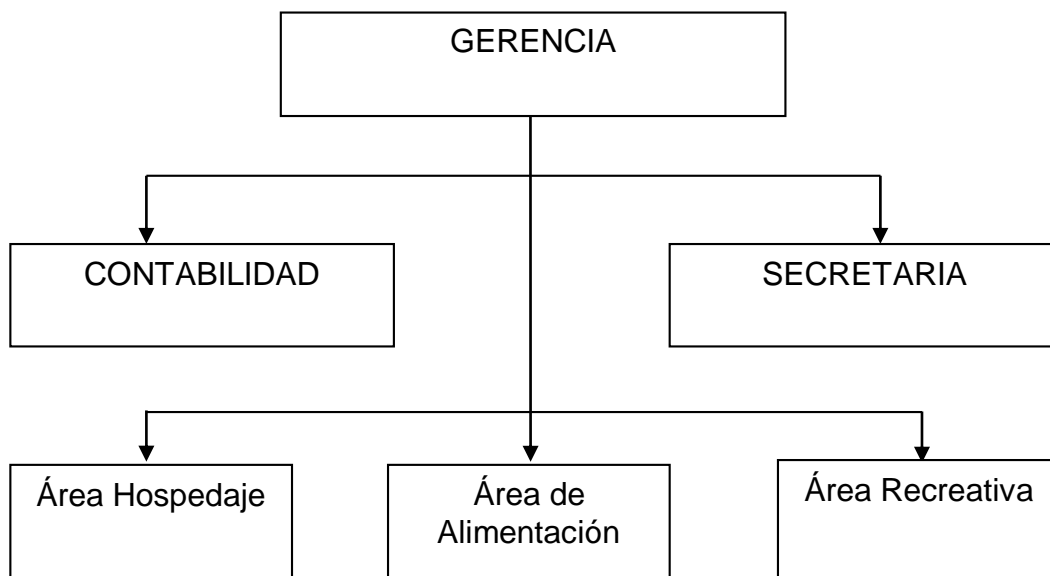 GERENCIA
CONTABILIDAD
SECRETARIA
Área Hospedaje
Área de
Alimentación
Área Recreativa